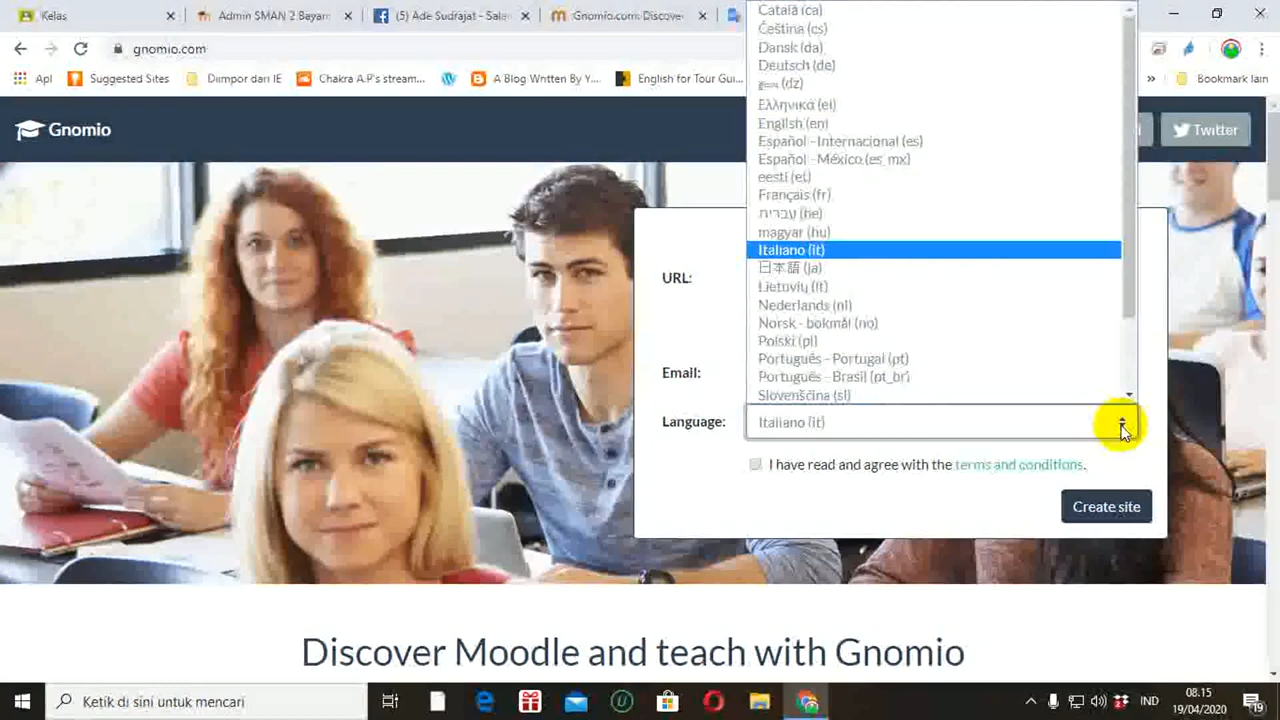 Kelas
Admin SMAN 2 Bayan
(5) Ade Sudrajat - Sala
Gnomio.com: Discover
gnomio.com
Apl
Suggested Sites
Diimpor dari IE
Chakra A.P's stream...
A Blog Written By Y...
English for Tour Gui...
»
Bookmark lain
Gnomio
Twitter
Català (ca)
Čeština (cs)
Dansk (da)
Deutsch (de)
(dz)
Ελληνικά (el)
English (en)
Español - Internacional (es)
Español - México (es_mx)
eesti (et)
Français (fr)
עברית (he)
magyar (hu)
Italiano (it)
日本語 (ja)
Lietuvių (lt)
Nederlands (nl)
Norsk - bokmål (no)
Polski (pl)
Português - Portugal (pt)
Português - Brasil (pt_br)
Slovenščina (sl)
URL:
Email:
Language:
Italiano (it)
I have read and agree with the terms and conditions.
Create site
Discover Moodle and teach with Gnomio
Ketik di sini untuk mencari
IND
08.15
19/04/2020
19